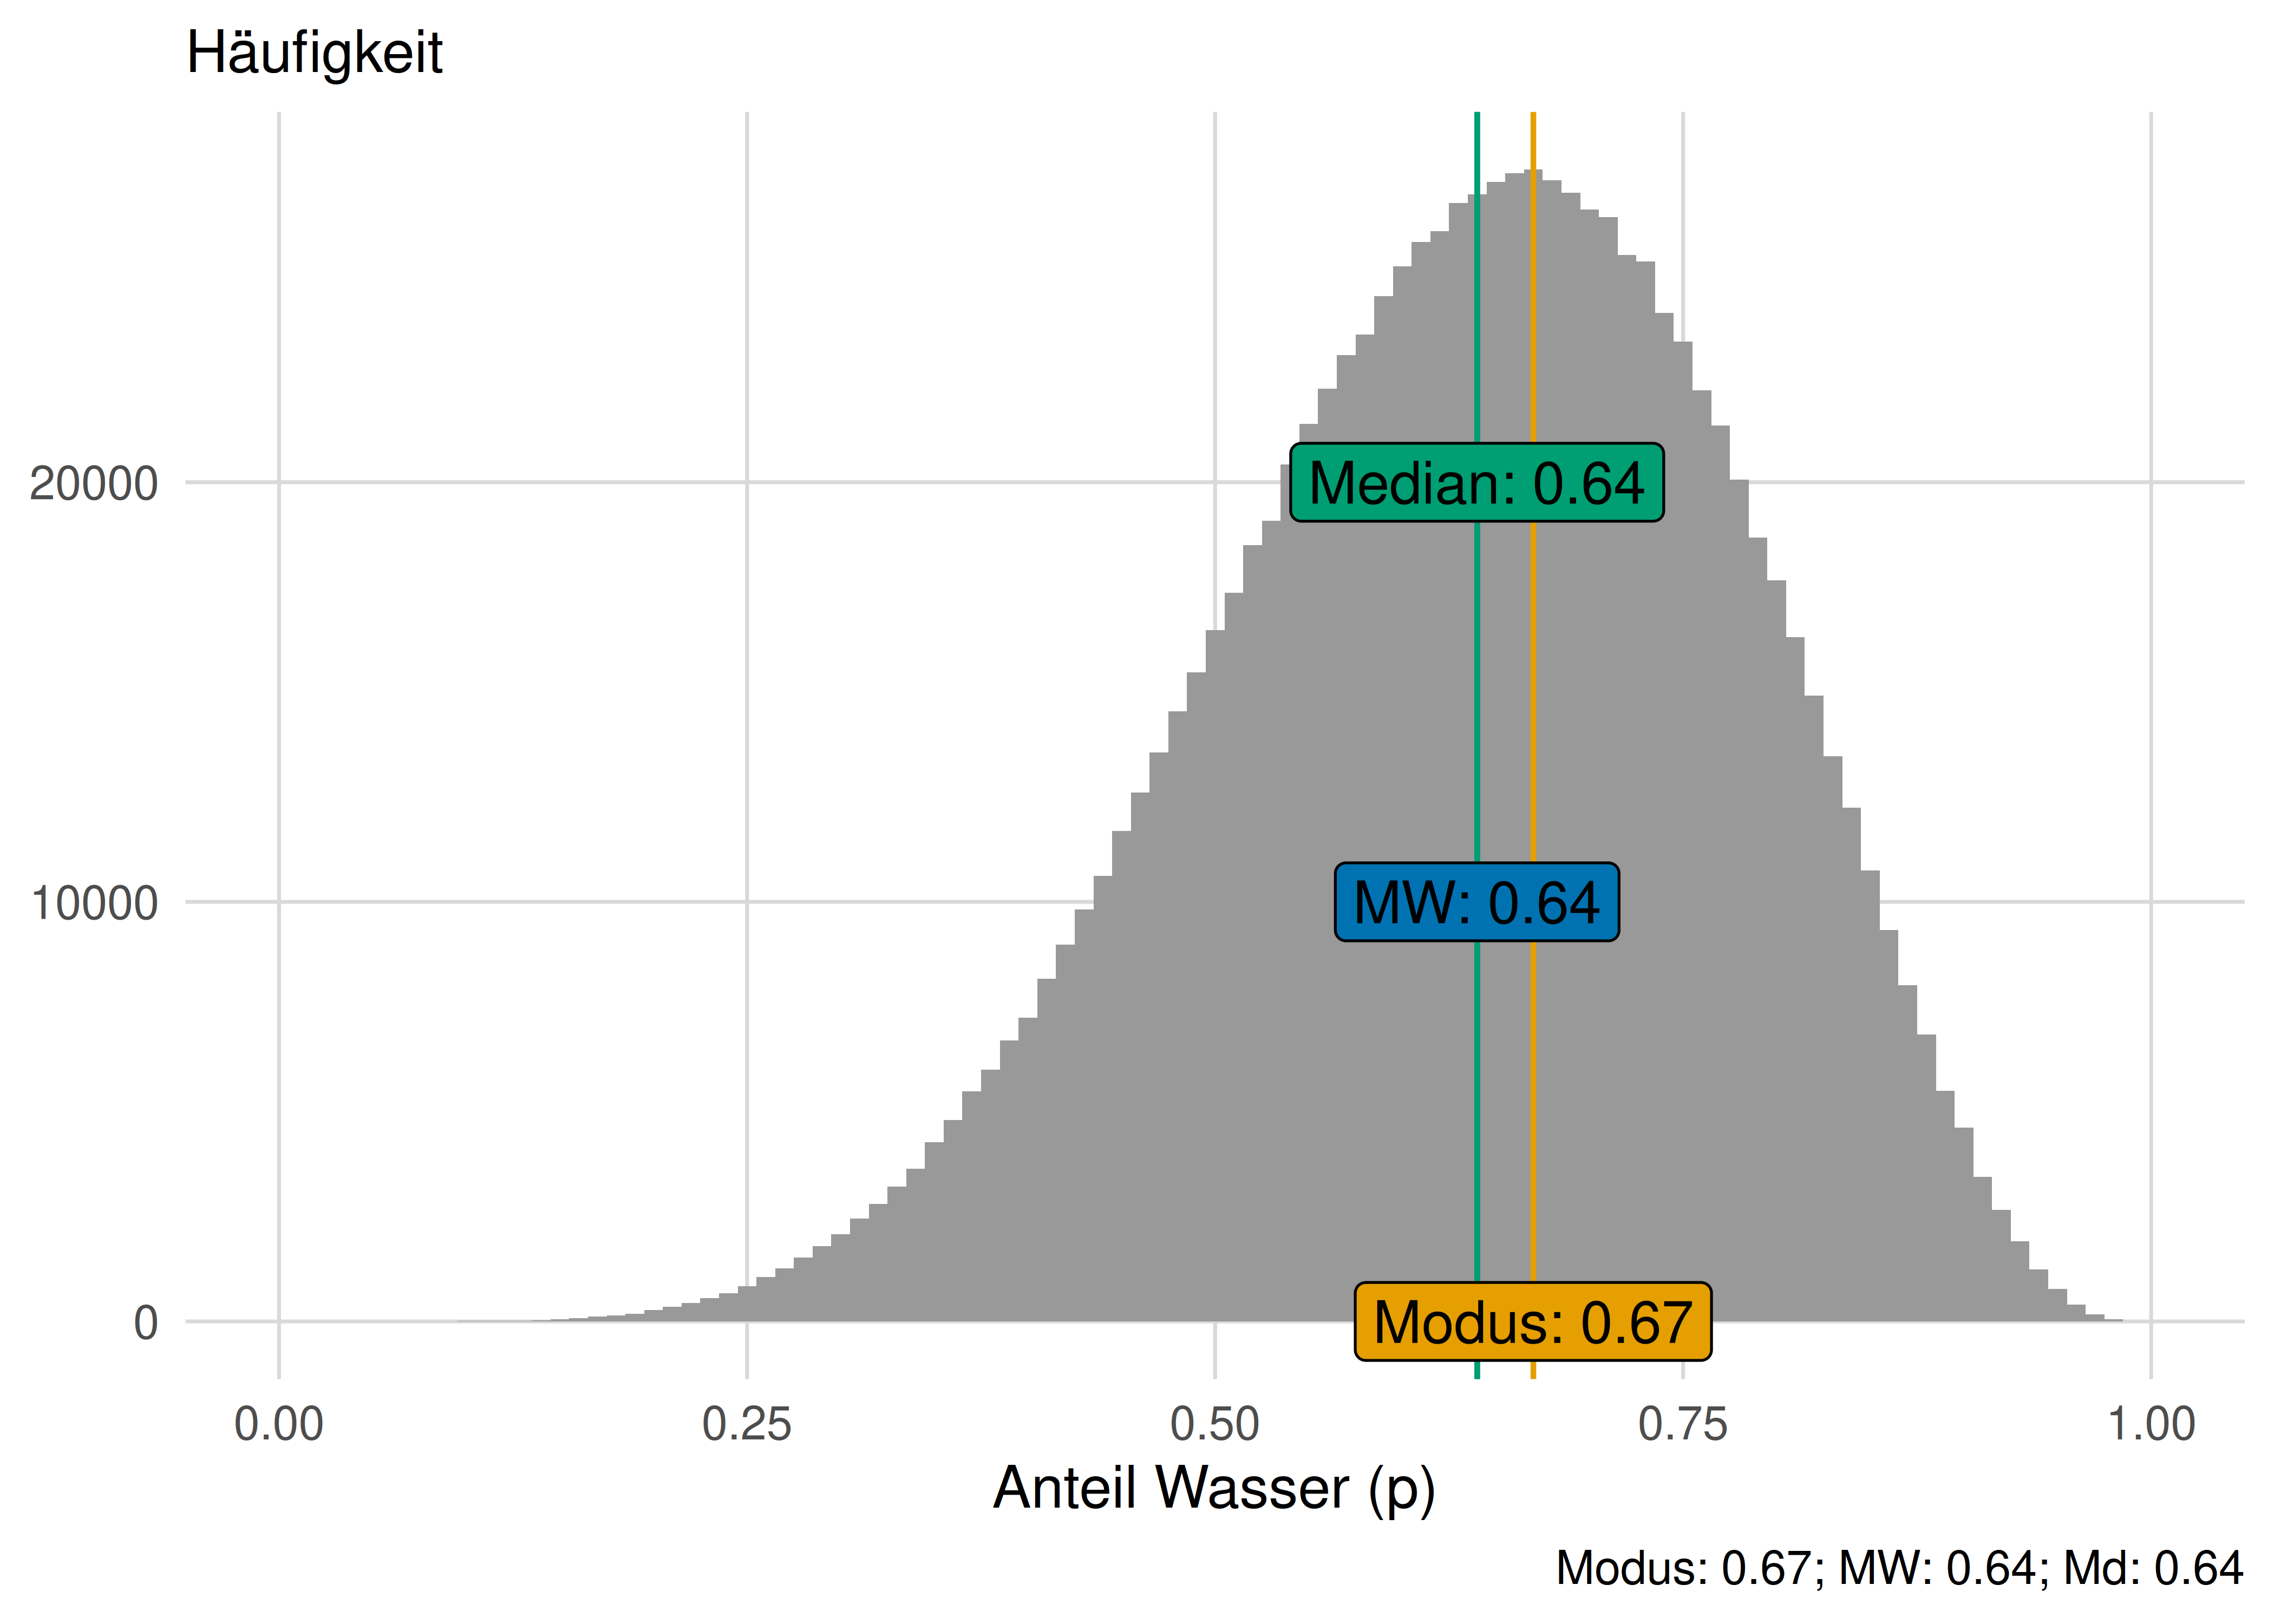 Häufigkeit
20000
10000
0
Median: 0.64
MW: 0.64
Modus: 0.67
0.00 0.25 0.50 0.75 1.00
Anteil Wasser (p)
Modus: 0.67; MW: 0.64; Md: 0.64